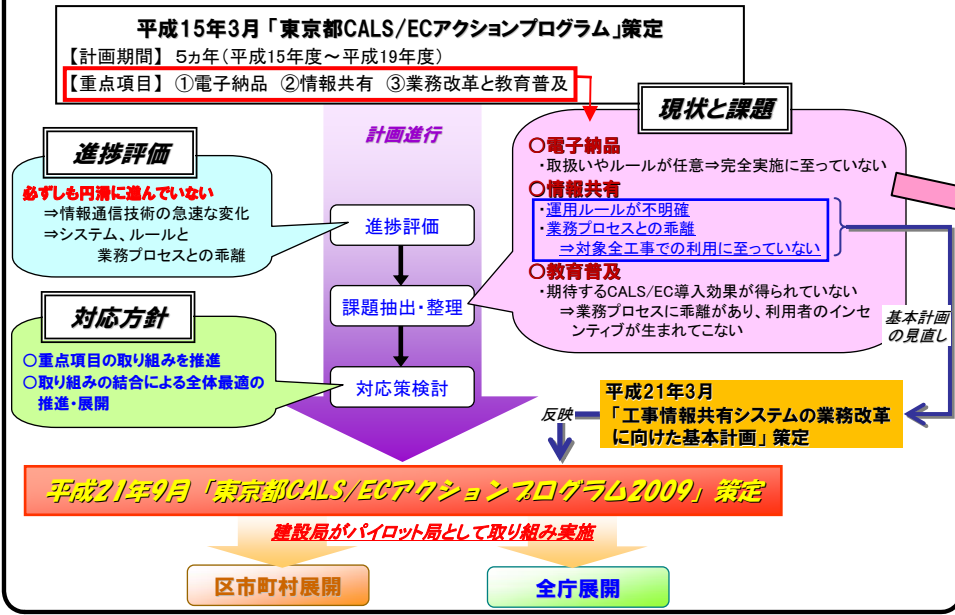 平成15年3月「東京都CALS/ECアクションプログラム」策定
【計画期間】 5ヵ年(平成15年度～平成19年度)
【重点項目】 ①電子納品 ②情報共有 ③業務改革と教育普及
計画進行
進捗評価
必ずしも円滑に進んでいない
⇒情報通信技術の急速な変化
⇒システム、ルールと
業務プロセスとの乖離
対応方針
○重点項目の取り組みを推進
○取り組みの結合による全体最適の
推進・展開
進捗評価
課題抽出・整理
対応策検討
現状と課題
○電子納品
・取扱いやルールが任意⇒完全実施に至っていない
○情報共有
・運用ルールが不明確
・業務プロセスとの乖離
⇒対象全工事での利用に至っていない
○教育普及
・期待するCALS/EC導入効果が得られていない
⇒業務プロセスに乖離があり、利用者のインセ
ンティブが生まれてこない
基本計画
の見直し
平成21年3月
「工事情報共有システムの業務改革
に向けた基本計画」策定
反映
平成21年9月「東京都CALS/ECアクションプログラム2009」策定
建設局がパイロット局として取り組み実施
区市町村展開
全庁展開